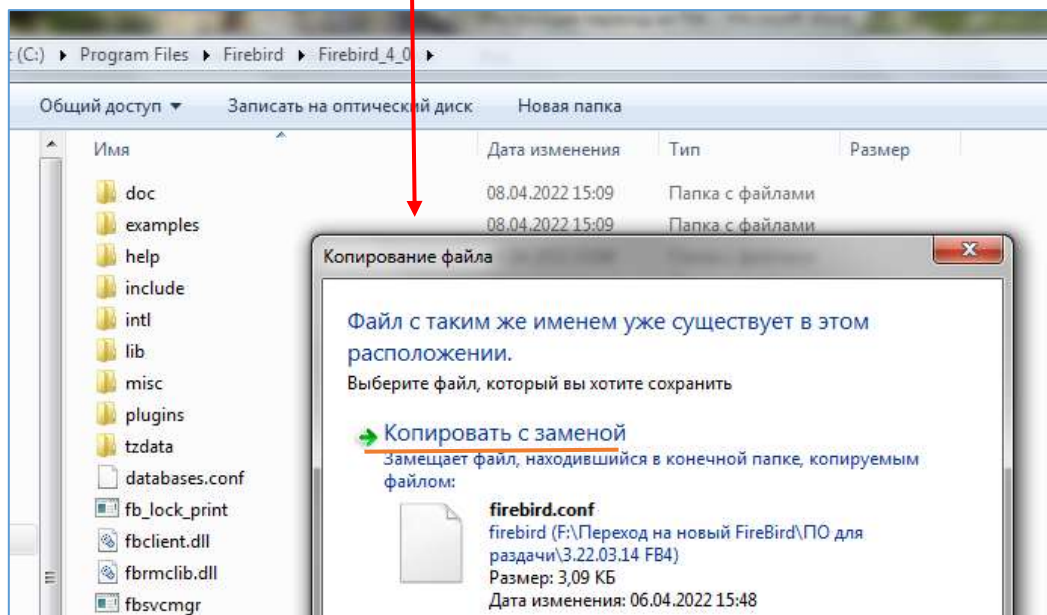 (C:) Program Files Firebird Firebird_4_0
Общий доступ Записать на оптический диск Новая папка
Имя Дата изменения Тип Размер
doc 08.04.2022 15:09 Папка с файлами
examples 08.04.2022 15:09 Папка с файлами
help
include
intl
lib
misc
plugins
tzdata
databases.conf
fb_lock_print
fbclient.dll
fbrmclib.dll
fbsvcmgr
Копирование файла
Файл с таким же именем уже существует в этом
расположении.
Выберите файл, который вы хотите сохранить
Копировать с заменой
Замещает файл, находившийся в конечной папке, копируемым
файлом:
firebird.conf
firebird (F:\Переход на новый FireBird\ПО для
раздачи\3.22.03.14 FB4)
Размер: 3,09 КБ
Дата изменения: 06.04.2022 15:48